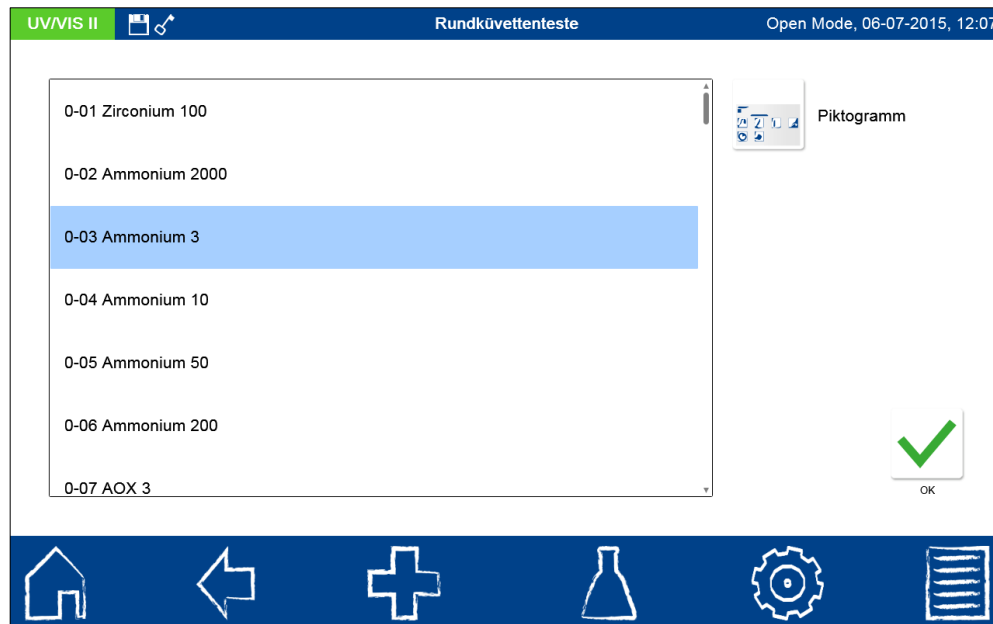 UV/VIS II
Rundküvettenteste
Open Mode, 06-07-2015, 12:07
0-01 Zirconium 100
Piktogramm
0-02 Ammonium 2000
0-03 Ammonium 3
0-04 Ammonium 10
0-05 Ammonium 50
0-06 Ammonium 200
0-07 AOX 3
OK